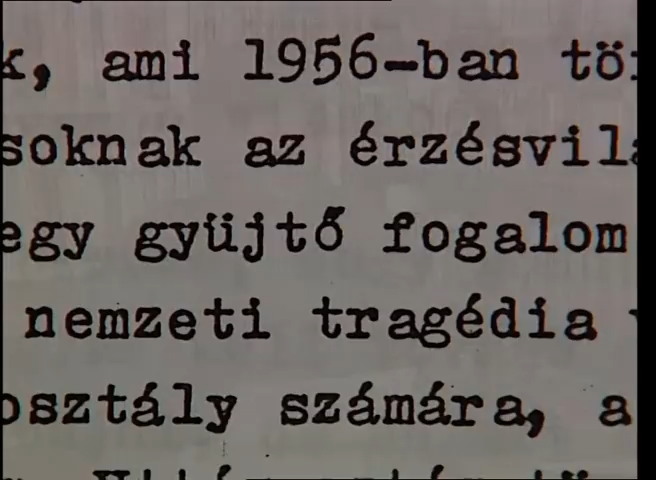 k, ami 1956-ban tö
soknak az érzésvil
egy gyüjtő fogalom
nemzeti tragédia
osztály számára, a